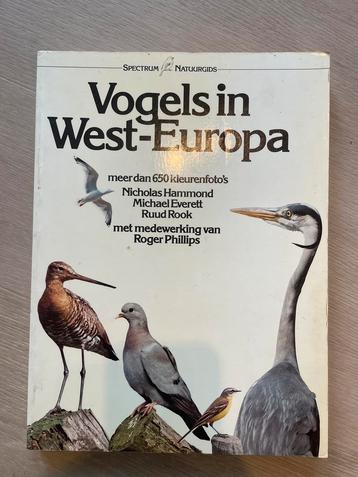 SPECTRUM NATUURGIDS
Vogels in
West-Europa
meer dan 650 kleurenfoto's
Nicholas Hammond
Michael Everett
Ruud Rook
met medewerking van
Roger Phillips